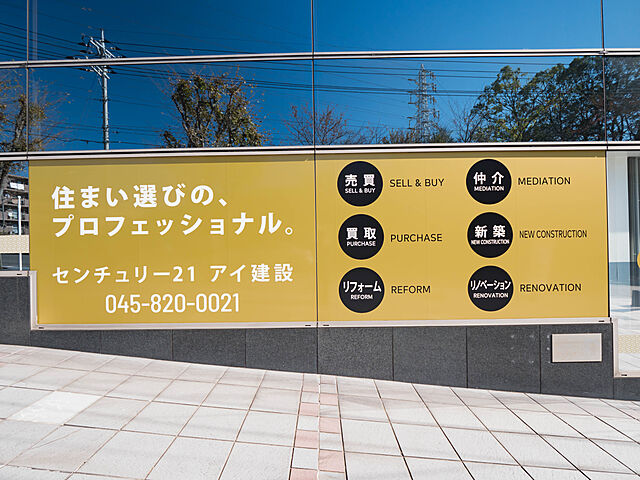 住まい選びの、
プロフェッショナル。
センチュリー21 アイ建設
045-820-0021
売買
SELL & BUY
SELL & BUY
仲介
MEDIATION
MEDIATION
買取
PURCHASE
PURCHASE
新築
NEW CONSTRUCTION
NEW CONSTRUCTION
リフォーム
REFORM
REFORM
リノベーション
RENOVATION
RENOVATION